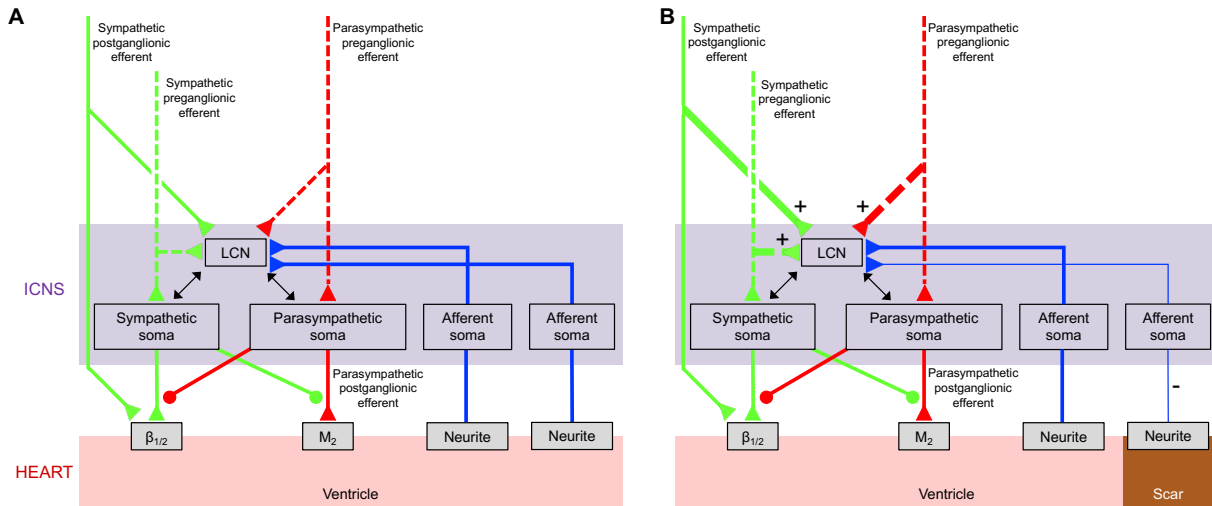 A
Sympathetic
postganglionic
efferent
Sympathetic
preganglionic
efferent
Parasympathetic
preganglionic
efferent
ICNS
LCN
Sympathetic
soma
Parasympathetic
soma
Afferent
soma
Afferent
soma
Parasympathetic
postganglionic
efferent
β1/2
M2
Neurite
Neurite
HEART
Ventricle
B
Sympathetic
postganglionic
efferent
Sympathetic
preganglionic
efferent
Parasympathetic
preganglionic
efferent
+
+
+
LCN
Sympathetic
soma
Parasympathetic
soma
Afferent
soma
Afferent
soma
Parasympathetic
postganglionic
efferent
-
β1/2
M2
Neurite
Neurite
Ventricle
Scar